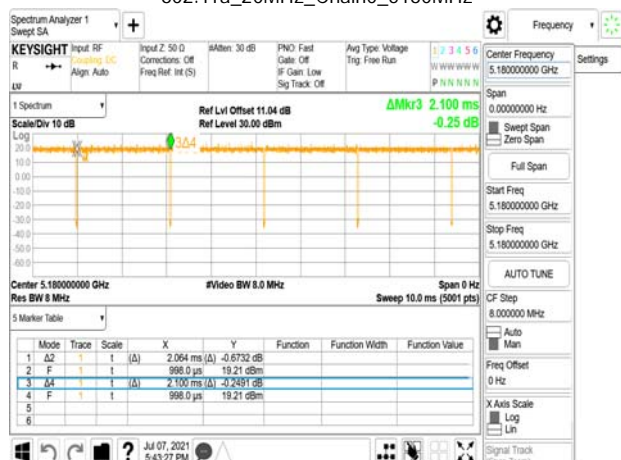 Spectrum Analyzer 1
Swept SA
Frequency
KEYSIGHT
R
Input: RF
Coupling: DC
Align: Auto
Input Z: 50 Ω
Corrections: Off
Freq Ref: Int (S)
#Atten: 30 dB
PNO: Fast
Gate: Off
IF Gain: Low
Sig Track: Off
Avg Type: Voltage
Trig: Free Run
1 2 3 4 5 6
W W W W W W
P N N N N N
1 Spectrum
Scale/Div 10 dB
Ref Lvl Offset 11.04 dB
Ref Level 30.00 dBm
ΔMkr3 2.100 ms
-0.25 dB
Log
20.0
10.0
0.00
-10.0
-20.0
-30.0
-40.0
-50.0
-60.0
3Δ4
Center 5.180000000 GHz
#Video BW 8.0 MHz
Span 0 Hz
Res BW 8 MHz
Sweep 10.0 ms (5001 pts)
5 Marker Table
Mode Trace Scale X Y Function Function Width Function Value
1 Δ2 1 t (Δ) 2.064 ms (Δ) -0.6732 dB
2 F 1 t 998.0 µs 19.21 dBm
3 Δ4 1 t (Δ) 2.100 ms (Δ) -0.2491 dB
4 F 1 t 998.0 µs 19.21 dBm
5
6
?
Jul 07, 2021
5:43:27 PM
Center Frequency
5.180000000 GHz
Settings
Span
0.00000000 Hz
Swept Span
Zero Span
Full Span
Start Freq
5.180000000 GHz
Stop Freq
5.180000000 GHz
AUTO TUNE
CF Step
8.000000 MHz
Auto
Man
Freq Offset
0 Hz
X Axis Scale
Log
Lin
Signal Track